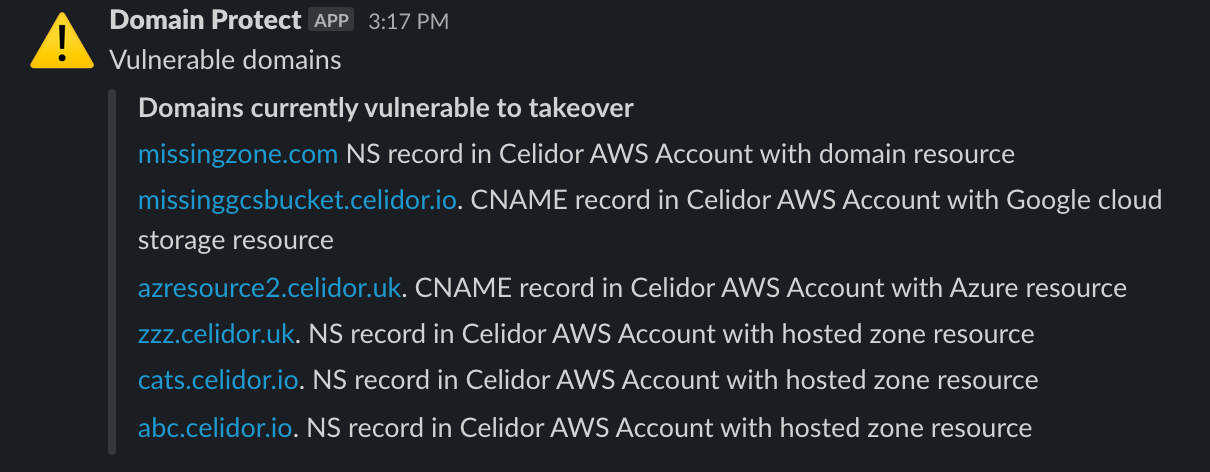 Domain Protect APP 3:17 PM
Vulnerable domains
Domains currently vulnerable to takeover
missingzone.com NS record in Celidor AWS Account with domain resource
missinggcsbucket.celidor.io. CNAME record in Celidor AWS Account with Google cloud
storage resource
azresource2.celidor.uk. CNAME record in Celidor AWS Account with Azure resource
zzz.celidor.uk. NS record in Celidor AWS Account with hosted zone resource
cats.celidor.io. NS record in Celidor AWS Account with hosted zone resource
abc.celidor.io. NS record in Celidor AWS Account with hosted zone resource